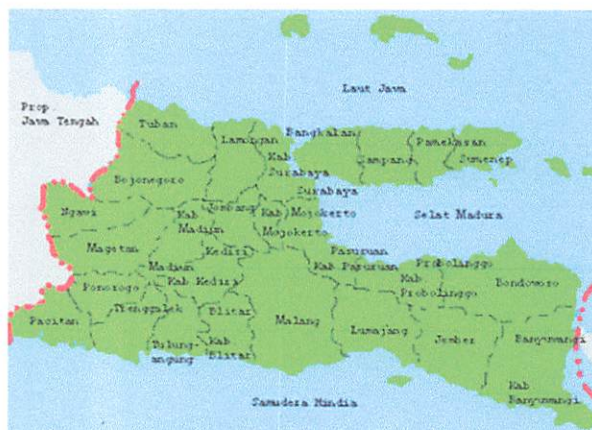 Laut Jawa
Prop
Jawa Tengah
Tuban
Lamongan
Bangkalan
Sampang
Pamekasan
Sumenep
Kab
Surabaya
Surabaya
Bojonegoro
Jombang
Ngawi
Kab
Madiun
Kab
Mojokerto
Mojokerto
Selat Madura
Magetan
Madiun
Kediri
Kab Kediri
Pasuruan
Kab Pasuruan
Probolinggo
Kab
Probolinggo
Bondowoso
Ponorogo
Pacitan
Trenggalek
Tulung-
angung
Blitar
Kab
Blitar
Malang
Lumajang
Jember
Banyuwangi
Kab
Banyuwangi
Samudera Hindia